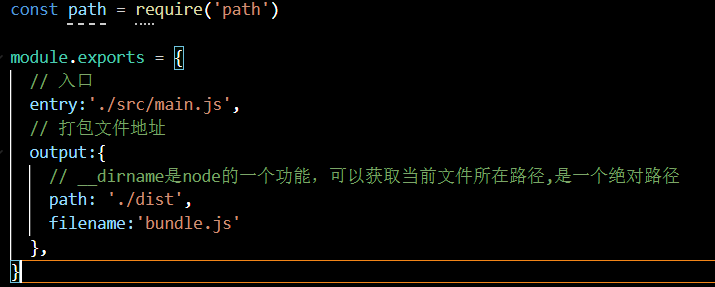 const path = require('path')
module.exports = {
// 入口
entry:'./src/main.js',
// 打包文件地址
output:{
// __dirname是node的一个功能，可以获取当前文件所在路径,是一个绝对路径
path: './dist',
filename:'bundle.js'
},
}